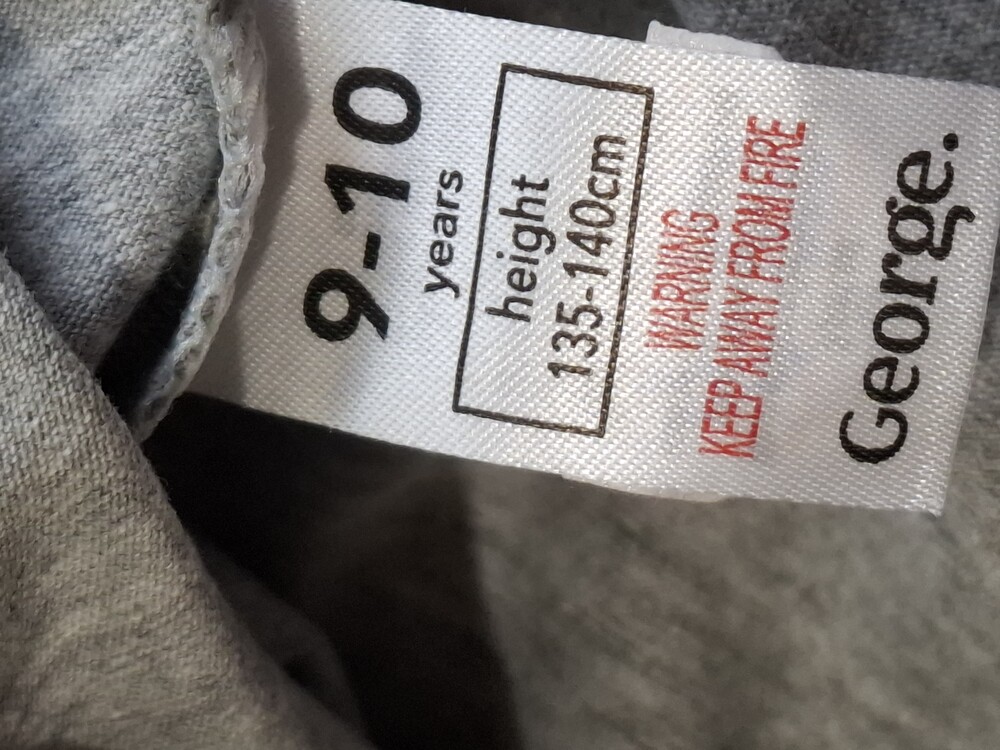 9-10
years
height
135-140cm
WARNING
KEEP AWAY FROM FIRE
George.